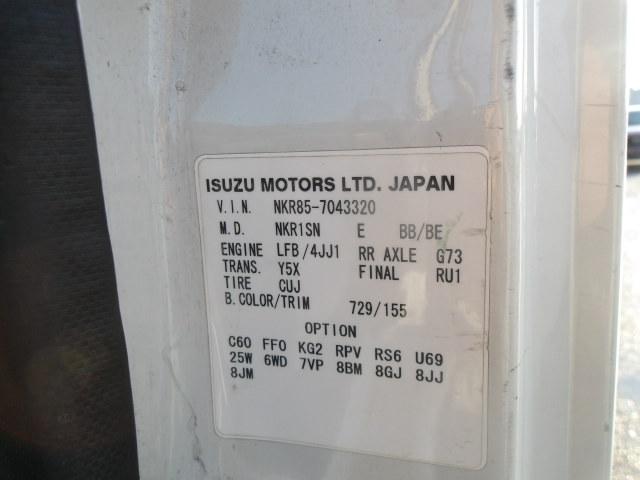 ISUZU MOTORS LTD. JAPAN
V.I.N. NKR85-7043320
M.D. NKR1SN E BB/BE
ENGINE LFB/4JJ1 RR AXLE G73
TRANS. Y5X FINAL RU1
TIRE CUJ
B.COLOR/TRIM 729/155
OPTION
C60 FF0 KG2 RPV RS6 U69
25W 6WD 7VP 8BM 8GJ 8JJ
8JM